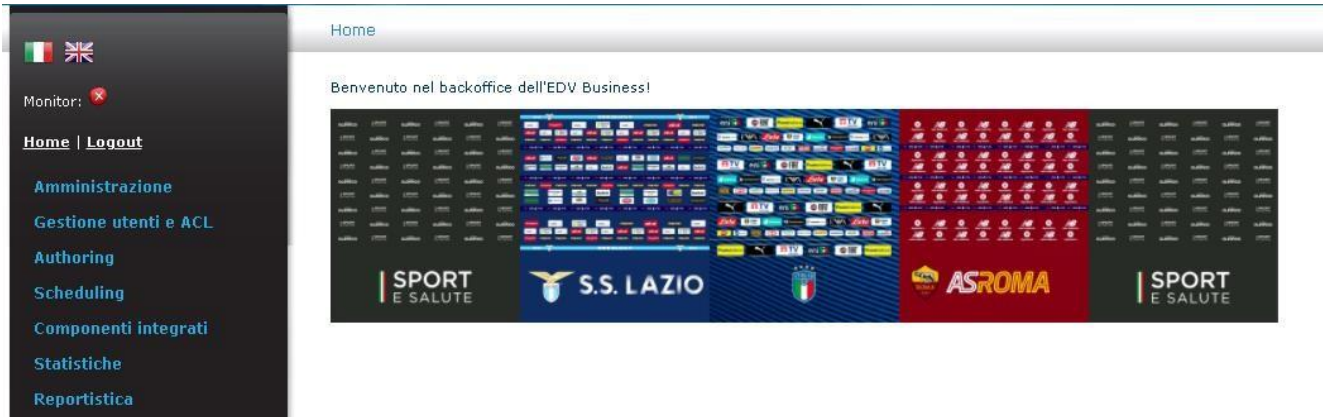 Home
Benvenuto nel backoffice dell'EDV Business!
Monitor:
Home | Logout
Amministrazione
Gestione utenti e ACL
Authoring
Scheduling
Componenti integrati
Statistiche
Reportistica
SPORT
E SALUTE
S.S. LAZIO
ASROMA
SPORT
E SALUTE